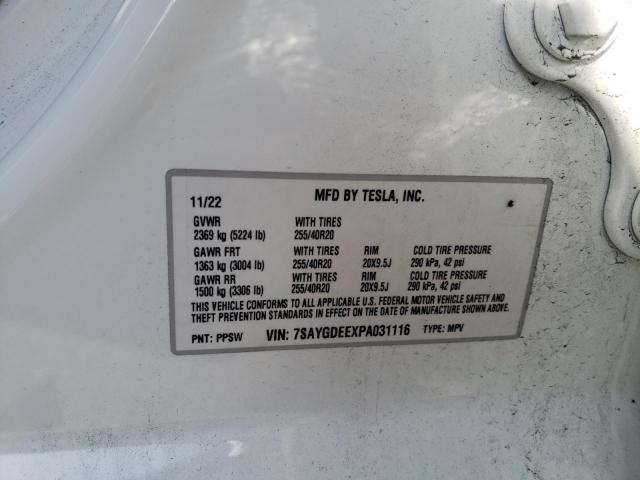 11/22 MFD BY TESLA, INC.
GVWR WITH TIRES
2369 kg (5224 lb) 255/40R20
GAWR FRT WITH TIRES RIM COLD TIRE PRESSURE
1363 kg (3004 lb) 255/40R20 20X9.5J 290 kPa, 42 psi
GAWR RR WITH TIRES RIM COLD TIRE PRESSURE
1500 kg (3306 lb) 255/40R20 20X9.5J 290 kPa, 42 psi
THIS VEHICLE CONFORMS TO ALL APPLICABLE U.S. FEDERAL MOTOR VEHICLE SAFETY AND
THEFT PREVENTION STANDARDS IN EFFECT ON THE DATE OF MANUFACTURE SHOWN ABOVE.
PNT: PPSW VIN: 7SAYGDEEXPA031116 TYPE: MPV